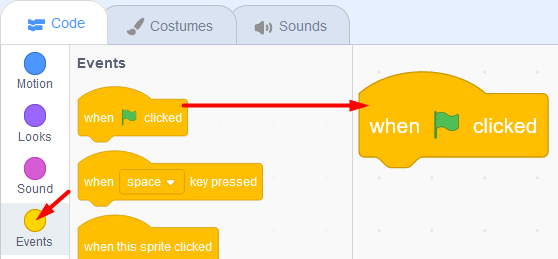 Code
Costumes
Sounds
Motion
Looks
Sound
Events
Events
when clicked
when space key pressed
when this sprite clicked
when clicked